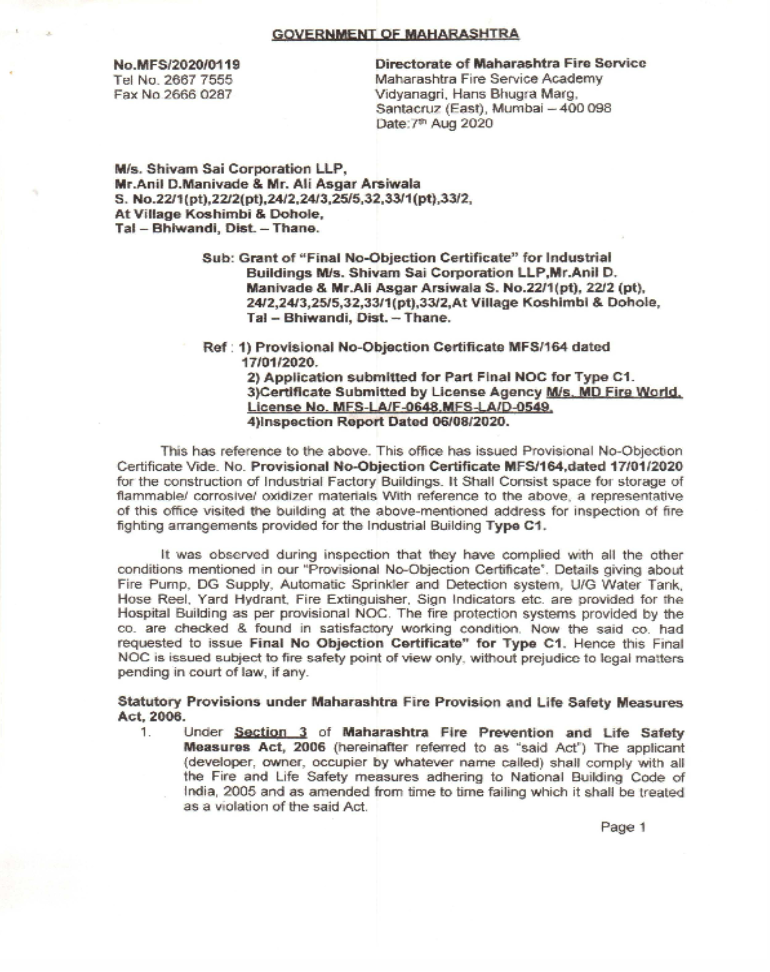 GOVERNMENT OF MAHARASHTRA
No.MFS/2020/0119
Tel No. 2667 7555
Fax No 2666 0287
Directorate of Maharashtra Fire Service
Maharashtra Fire Service Academy
Vidyanagri, Hans Bhugra Marg,
Santacruz (East), Mumbai – 400 098
Date:7th Aug 2020
M/s. Shivam Sai Corporation LLP,
Mr.Anil D.Manivade & Mr. Ali Asgar Arsiwala
S. No.22/1(pt),22/2(pt),24/2,24/3,25/5,32,33/1(pt),33/2,
At Village Koshimbi & Dohole,
Tal – Bhiwandi, Dist. – Thane.
Sub: Grant of "Final No-Objection Certificate" for Industrial
Buildings M/s. Shivam Sai Corporation LLP,Mr.Anil D.
Manivade & Mr.Ali Asgar Arsiwala S. No.22/1(pt), 22/2 (pt),
24/2,24/3,25/5,32,33/1(pt),33/2,At Village Koshimbi & Dohole,
Tal – Bhiwandi, Dist. – Thane.
Ref : 1) Provisional No-Objection Certificate MFS/164 dated
17/01/2020.
2) Application submitted for Part Final NOC for Type C1.
3)Certificate Submitted by License Agency M/s. MD Fire World,
License No. MFS-LA/F-0648,MFS-LA/D-0549.
4)Inspection Report Dated 06/08/2020.
This has reference to the above. This office has issued Provisional No-Objection
Certificate Vide. No. Provisional No-Objection Certificate MFS/164,dated 17/01/2020
for the construction of Industrial Factory Buildings. It Shall Consist space for storage of
flammable/ corrosive/ oxidizer materials With reference to the above, a representative
of this office visited the building at the above-mentioned address for inspection of fire
fighting arrangements provided for the Industrial Building Type C1.
It was observed during inspection that they have complied with all the other
conditions mentioned in our "Provisional No-Objection Certificate". Details giving about
Fire Pump, DG Supply, Automatic Sprinkler and Detection system, U/G Water Tank,
Hose Reel, Yard Hydrant, Fire Extinguisher, Sign Indicators etc. are provided for the
Hospital Building as per provisional NOC. The fire protection systems provided by the
co. are checked & found in satisfactory working condition. Now the said co. had
requested to issue Final No Objection Certificate" for Type C1. Hence this Final
NOC is issued subject to fire safety point of view only, without prejudice to legal matters
pending in court of law, if any.
Statutory Provisions under Maharashtra Fire Provision and Life Safety Measures
Act, 2006.
1. Under Section 3 of Maharashtra Fire Prevention and Life Safety
Measures Act, 2006 (hereinafter referred to as "said Act") The applicant
(developer, owner, occupier by whatever name called) shall comply with all
the Fire and Life Safety measures adhering to National Building Code of
India, 2005 and as amended from time to time failing which it shall be treated
as a violation of the said Act.
Page 1